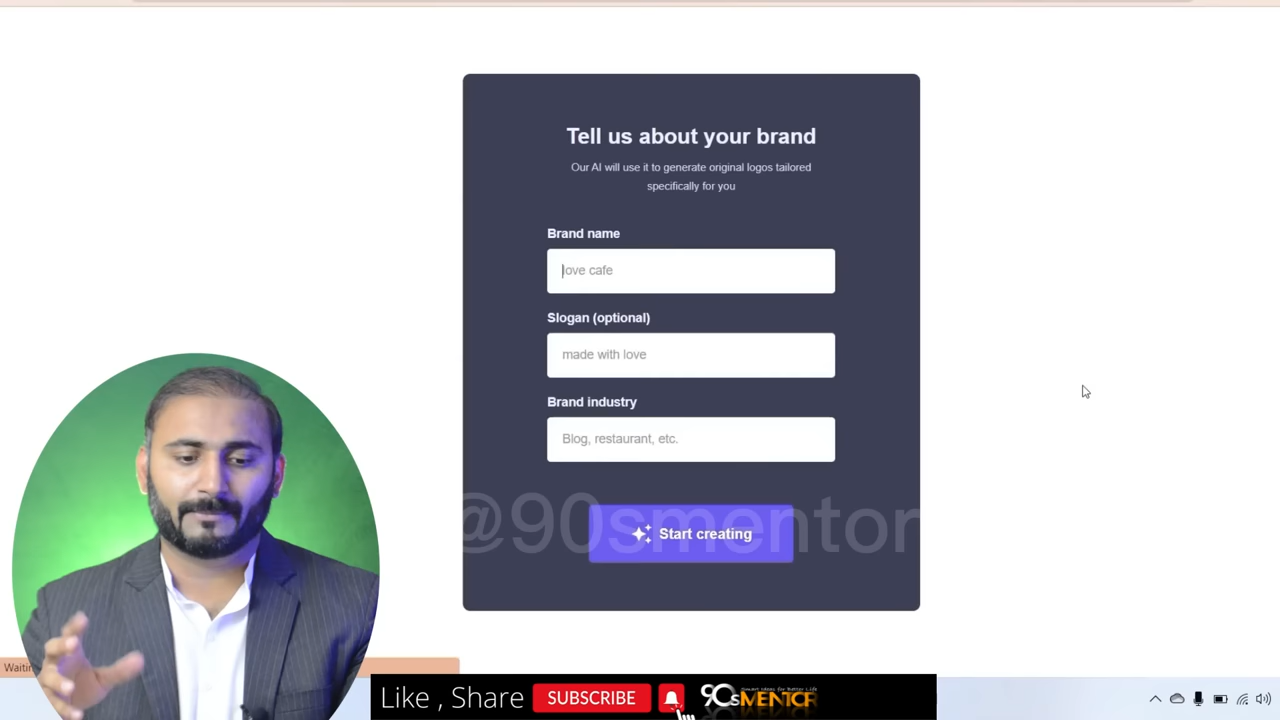 Tell us about your brand
Our AI will use it to generate original logos tailored
specifically for you
Brand name
love cafe
Slogan (optional)
made with love
Brand industry
Blog, restaurant, etc.
@90smentor
Start creating
Waitin
Like , Share
SUBSCRIBE
90sMENTOR